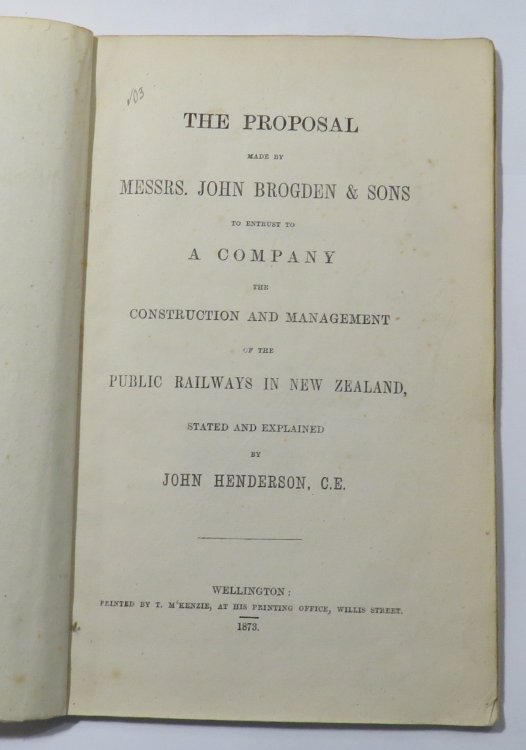 v03
THE PROPOSAL
MADE BY
MESSRS. JOHN BROGDEN & SONS
TO ENTRUST TO
A COMPANY
THE
CONSTRUCTION AND MANAGEMENT
OF THE
PUBLIC RAILWAYS IN NEW ZEALAND,
STATED AND EXPLAINED
BY
JOHN HENDERSON, C.E.
WELLINGTON:
PRINTED BY T. M'KENZIE, AT HIS PRINTING OFFICE, WILLIS STREET.
1873.